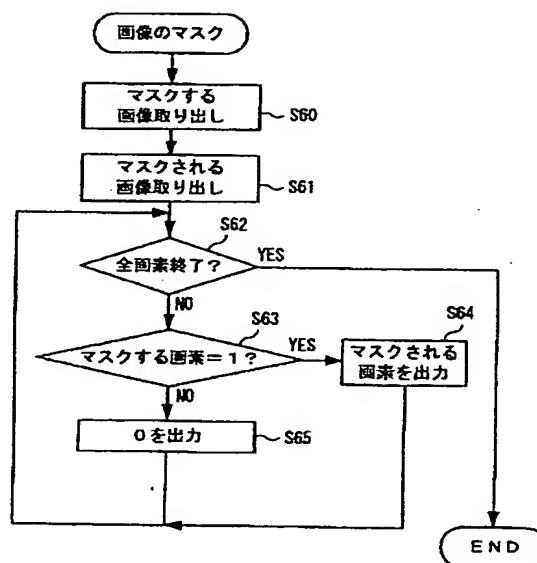 画像のマスク
マスクする
画像取り出し
S60
マスクされる
画像取り出し
S61
S62
全画素終了?
YES
NO
S63
マスクする画素=1?
YES
S64
マスクされる
画素を出力
NO
0を出力
S65
END